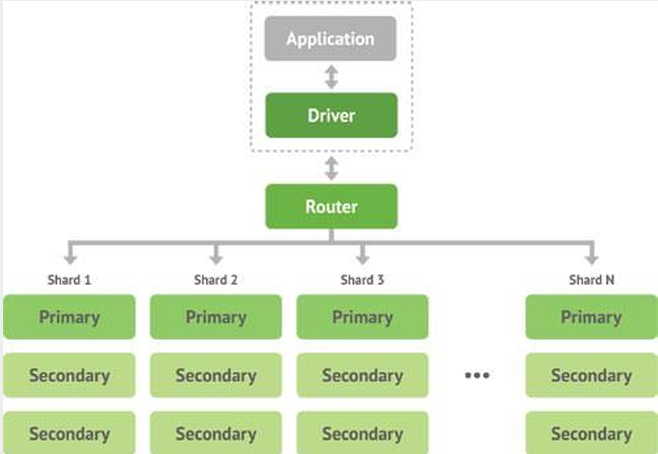 Application
Driver
Router
Shard 1 Shard 2 Shard 3 Shard N
Primary Primary Primary Primary
Secondary Secondary Secondary ... Secondary
Secondary Secondary Secondary Secondary